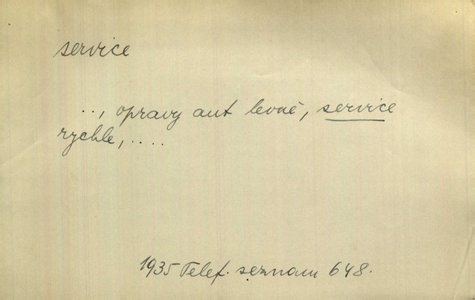 service
.., opravy aut levně, service
rychle, ....
1935 Telef. seznam 648.